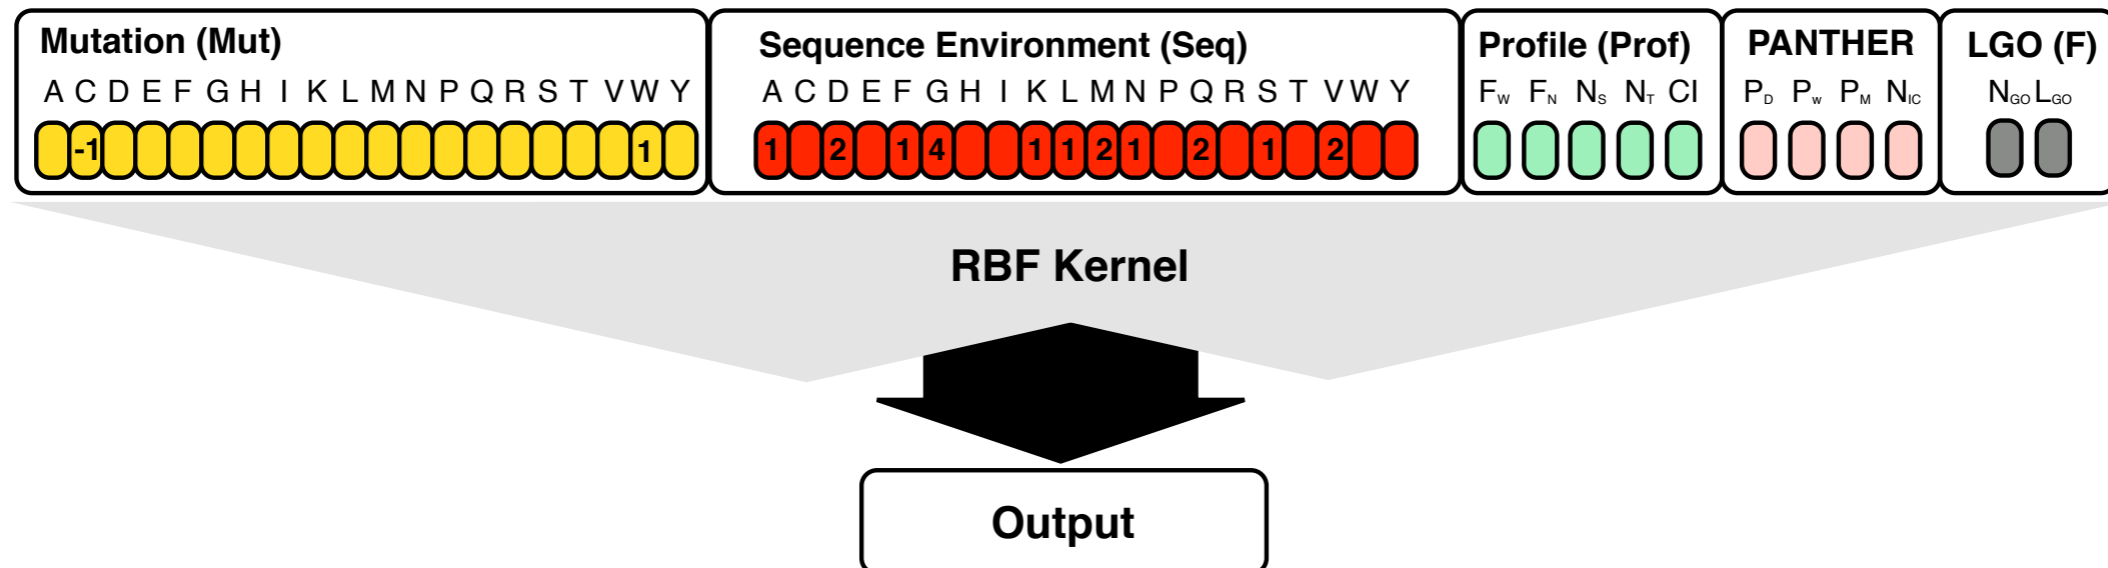 Mutation (Mut) Sequence Environment (Seq) Profile (Prof) PANTHER LGO (F)
A C D E F G H I K L M N P Q R S T V W Y A C D E F G H I K L M N P Q R S T V W Y FW FN NS NT CI PD PW PM NIC NGO LGO
-1 1 1 2 1 4 1 1 2 1 2 1 2
RBF Kernel
Output